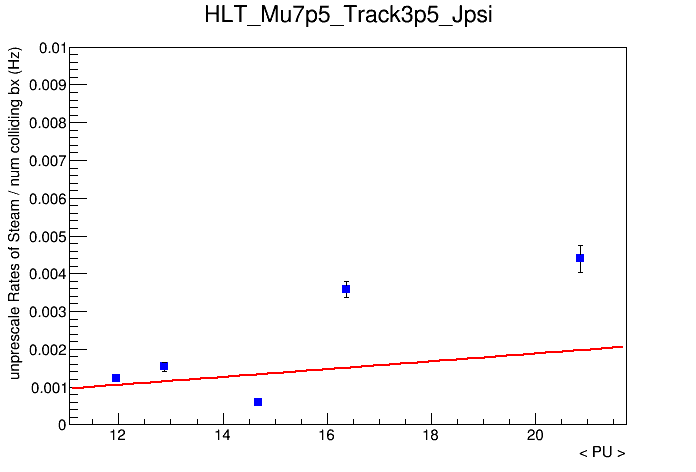 HLT_Mu7p5_Track3p5_Jpsi
unprescale Rates of Steam / num colliding bx (Hz)
0.01
0.009
0.008
0.007
0.006
0.005
0.004
0.003
0.002
0.001
0
12 14 16 18 20
< PU >